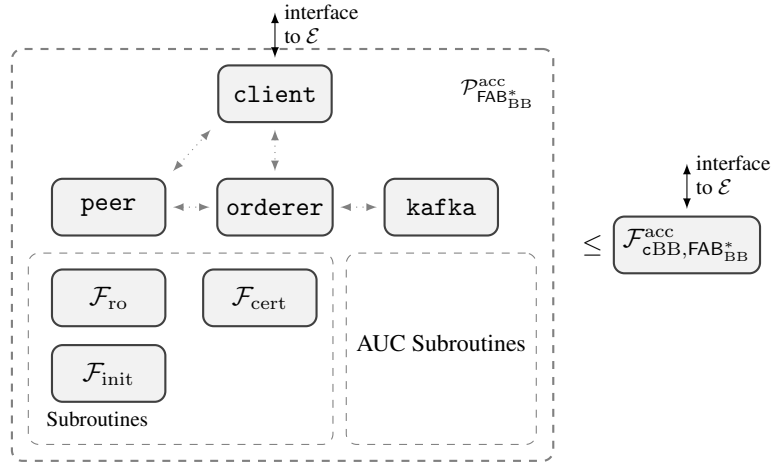 interface
to ℰ
client
𝒫^acc_FAB*_BB
peer
orderer
kafka
interface
to ℰ
≤
ℱ^acc_cBB,FAB*_BB
ℱ_ro
ℱ_cert
AUC Subroutines
ℱ_init
Subroutines